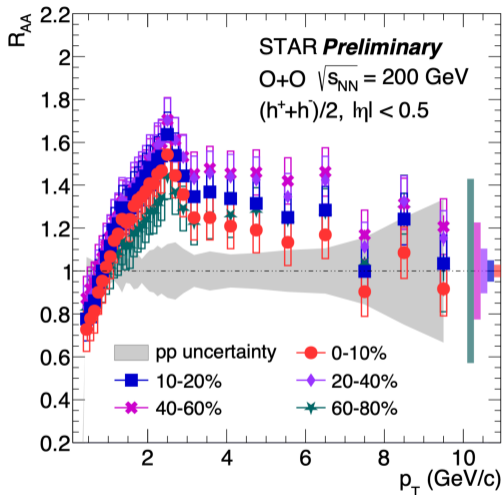 R_AA
2.2
2
1.8
1.6
1.4
1.2
1
0.8
0.6
0.4
0.2
STAR Preliminary
O+O √s_NN = 200 GeV
(h⁺+h⁻)/2, |η| < 0.5
pp uncertainty
0-10%
10-20%
20-40%
40-60%
60-80%
2 4 6 8 10
p_T (GeV/c)